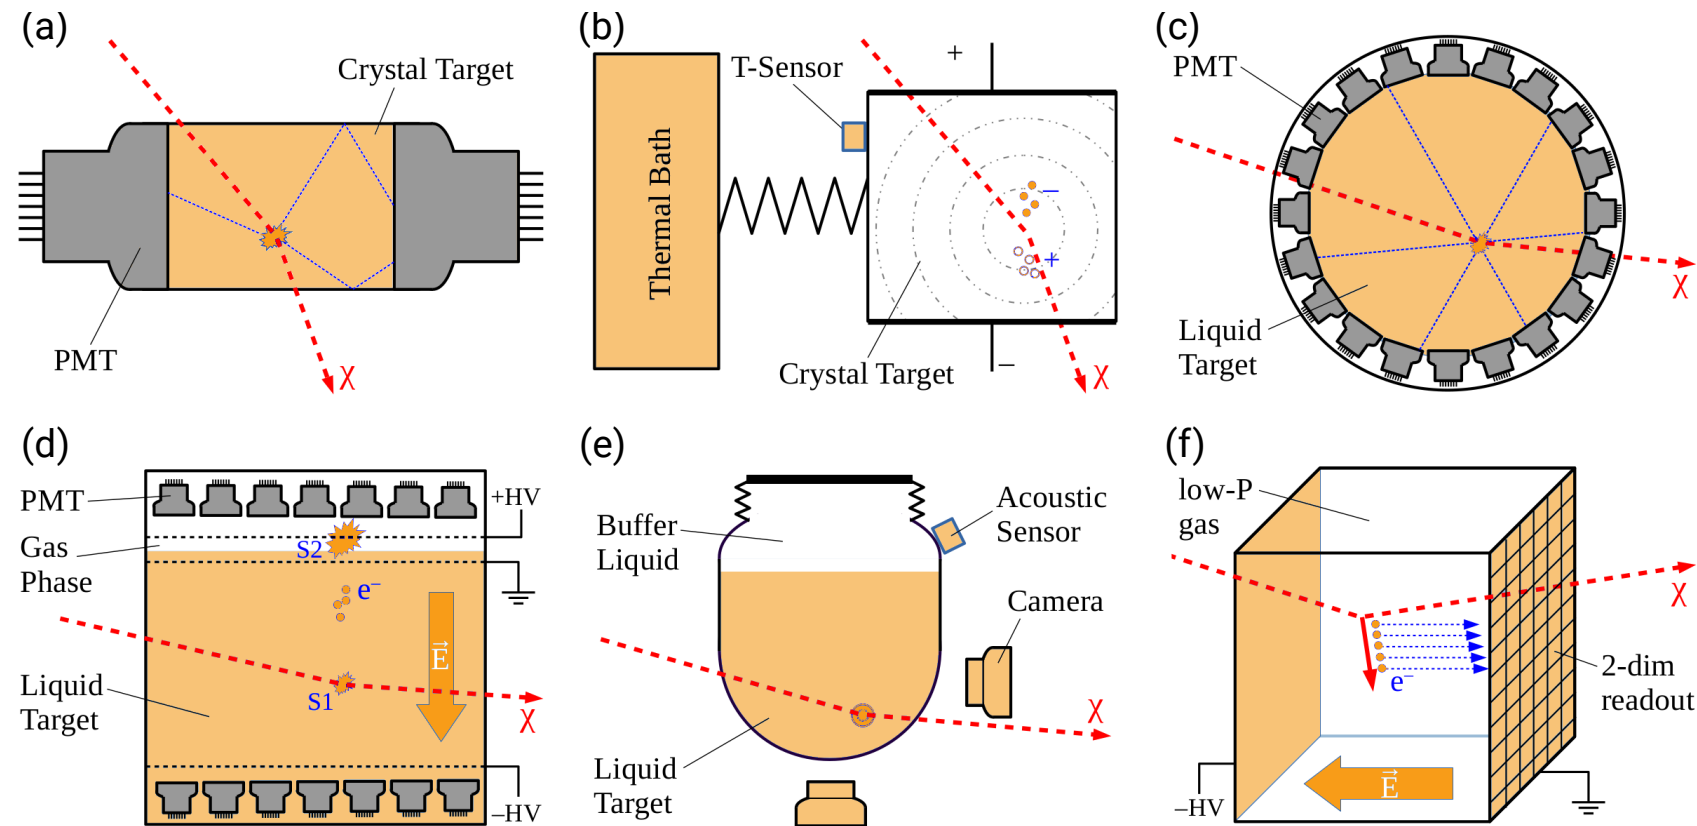 (a)
Crystal Target
PMT
χ
(b)
T-Sensor
Thermal Bath
+
−
+
−
Crystal Target
χ
(c)
PMT
Liquid
Target
χ
(d)
PMT
+HV
Gas
Phase
S2
e⁻
E⃗
Liquid
Target
S1
χ
−HV
(e)
Buffer
Liquid
Acoustic
Sensor
Camera
χ
Liquid
Target
(f)
low-P
gas
χ
e⁻
2-dim
readout
E⃗
−HV